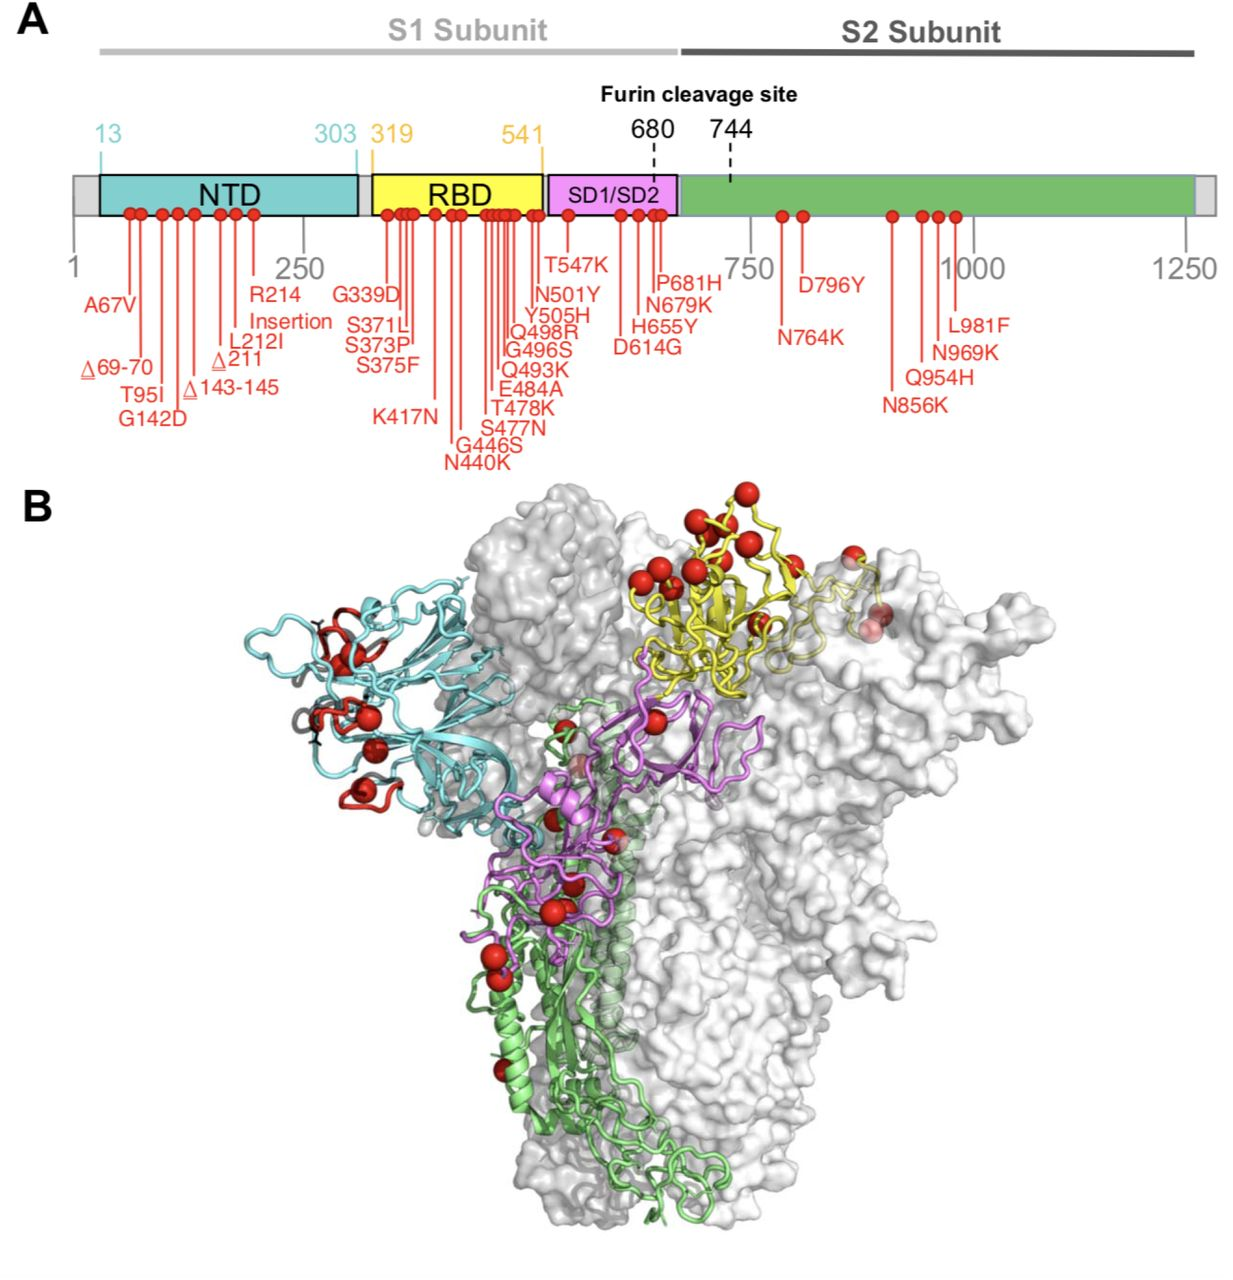 A
S1 Subunit
S2 Subunit
Furin cleavage site
13
303
319
541
680
744
NTD
RBD
SD1/SD2
1
250
750
1000
1250
A67V
Δ69-70
T95I
G142D
Δ143-145
Δ211
L212I
R214
Insertion
G339D
S371L
S373P
S375F
K417N
N440K
G446S
S477N
T478K
E484A
Q493K
G496S
Q498R
Y505H
N501Y
T547K
D614G
H655Y
N679K
P681H
N764K
D796Y
N856K
Q954H
N969K
L981F
B